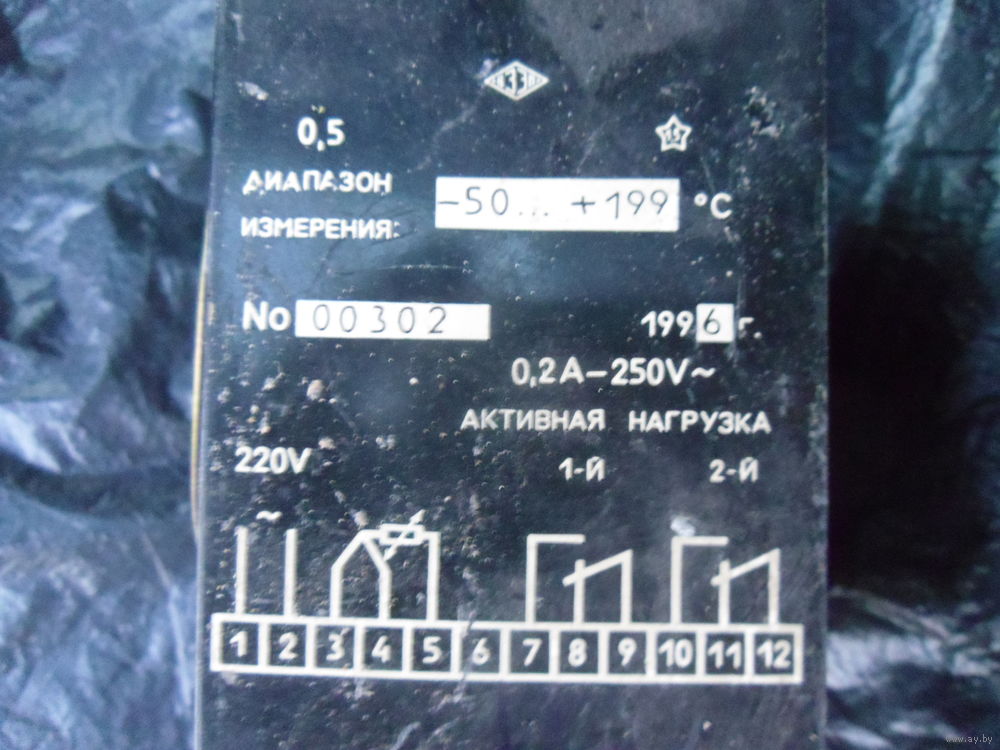 0,5
ДИАПАЗОН
ИЗМЕРЕНИЯ:
-50... +199 °C
No 00302
1996 г.
0,2A-250V~
АКТИВНАЯ НАГРУЗКА
220V
1-Й 2-Й
~
1 2 3 4 5 6 7 8 9 10 11 12
www.ay.by